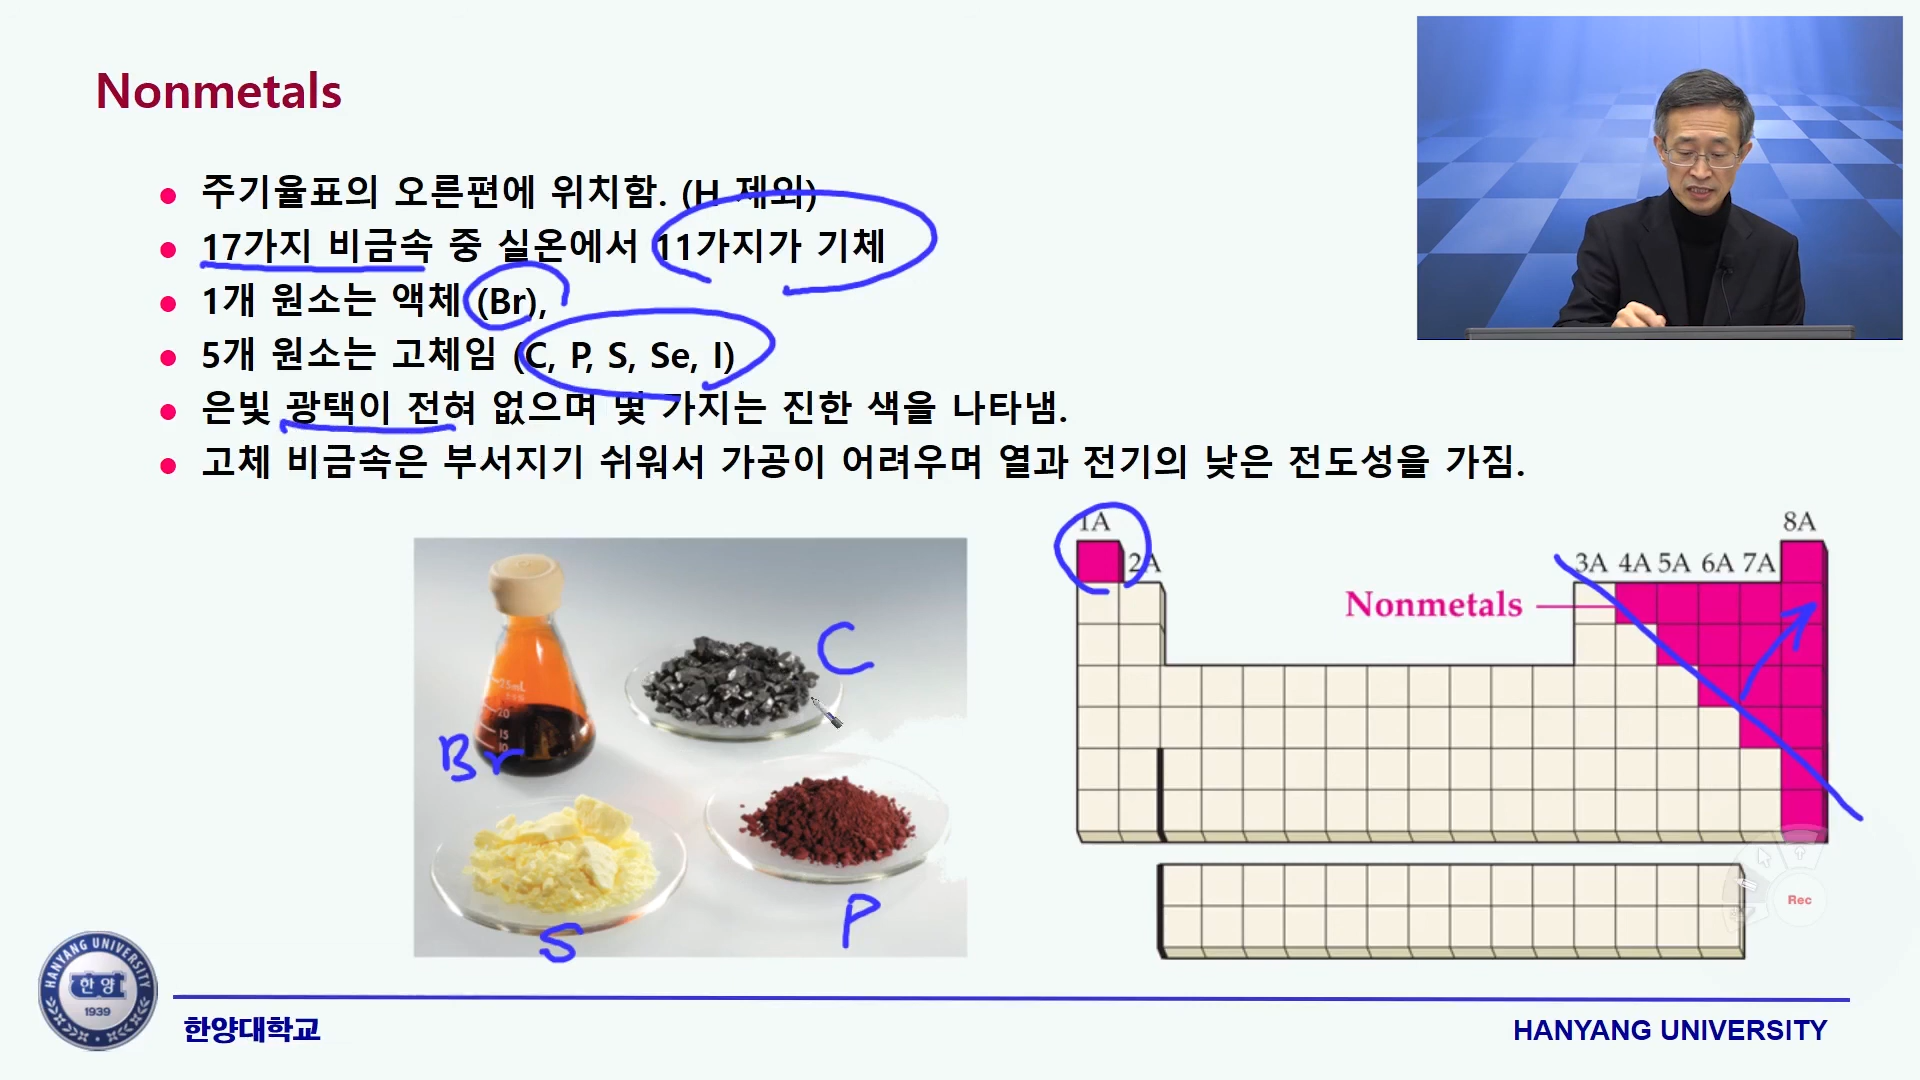 Nonmetals
주기율표의 오른편에 위치함. (H 제외)
17가지 비금속 중 실온에서 11가지가 기체
1개 원소는 액체 (Br),
5개 원소는 고체임 (C, P, S, Se, I)
은빛 광택이 전혀 없으며 몇 가지는 진한 색을 나타냄.
고체 비금속은 부서지기 쉬워서 가공이 어려우며 열과 전기의 낮은 전도성을 가짐.
1A
8A
2A
3A 4A 5A 6A 7A
Nonmetals
C
Br
S
P
Rec
HANYANG UNIVERSITY
한양
1939
한양대학교
HANYANG UNIVERSITY